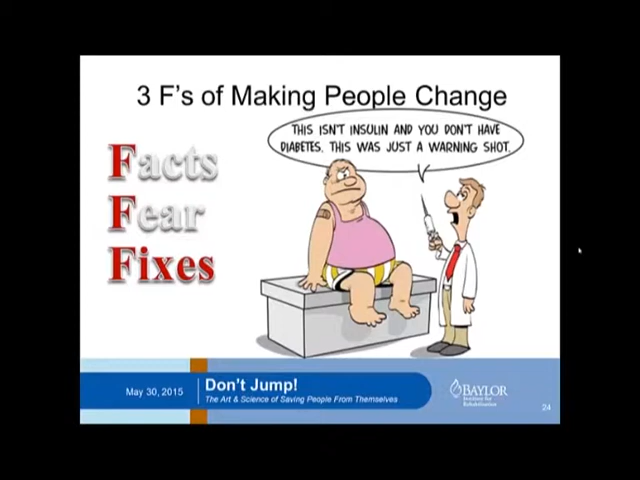 3 F's of Making People Change
THIS ISN'T INSULIN AND YOU DON'T HAVE
DIABETES. THIS WAS JUST A WARNING SHOT.
Facts
Fear
Fixes
May 30, 2015
Don't Jump!
The Art & Science of Saving People From Themselves
BAYLOR
Institute for
Rehabilitation
24